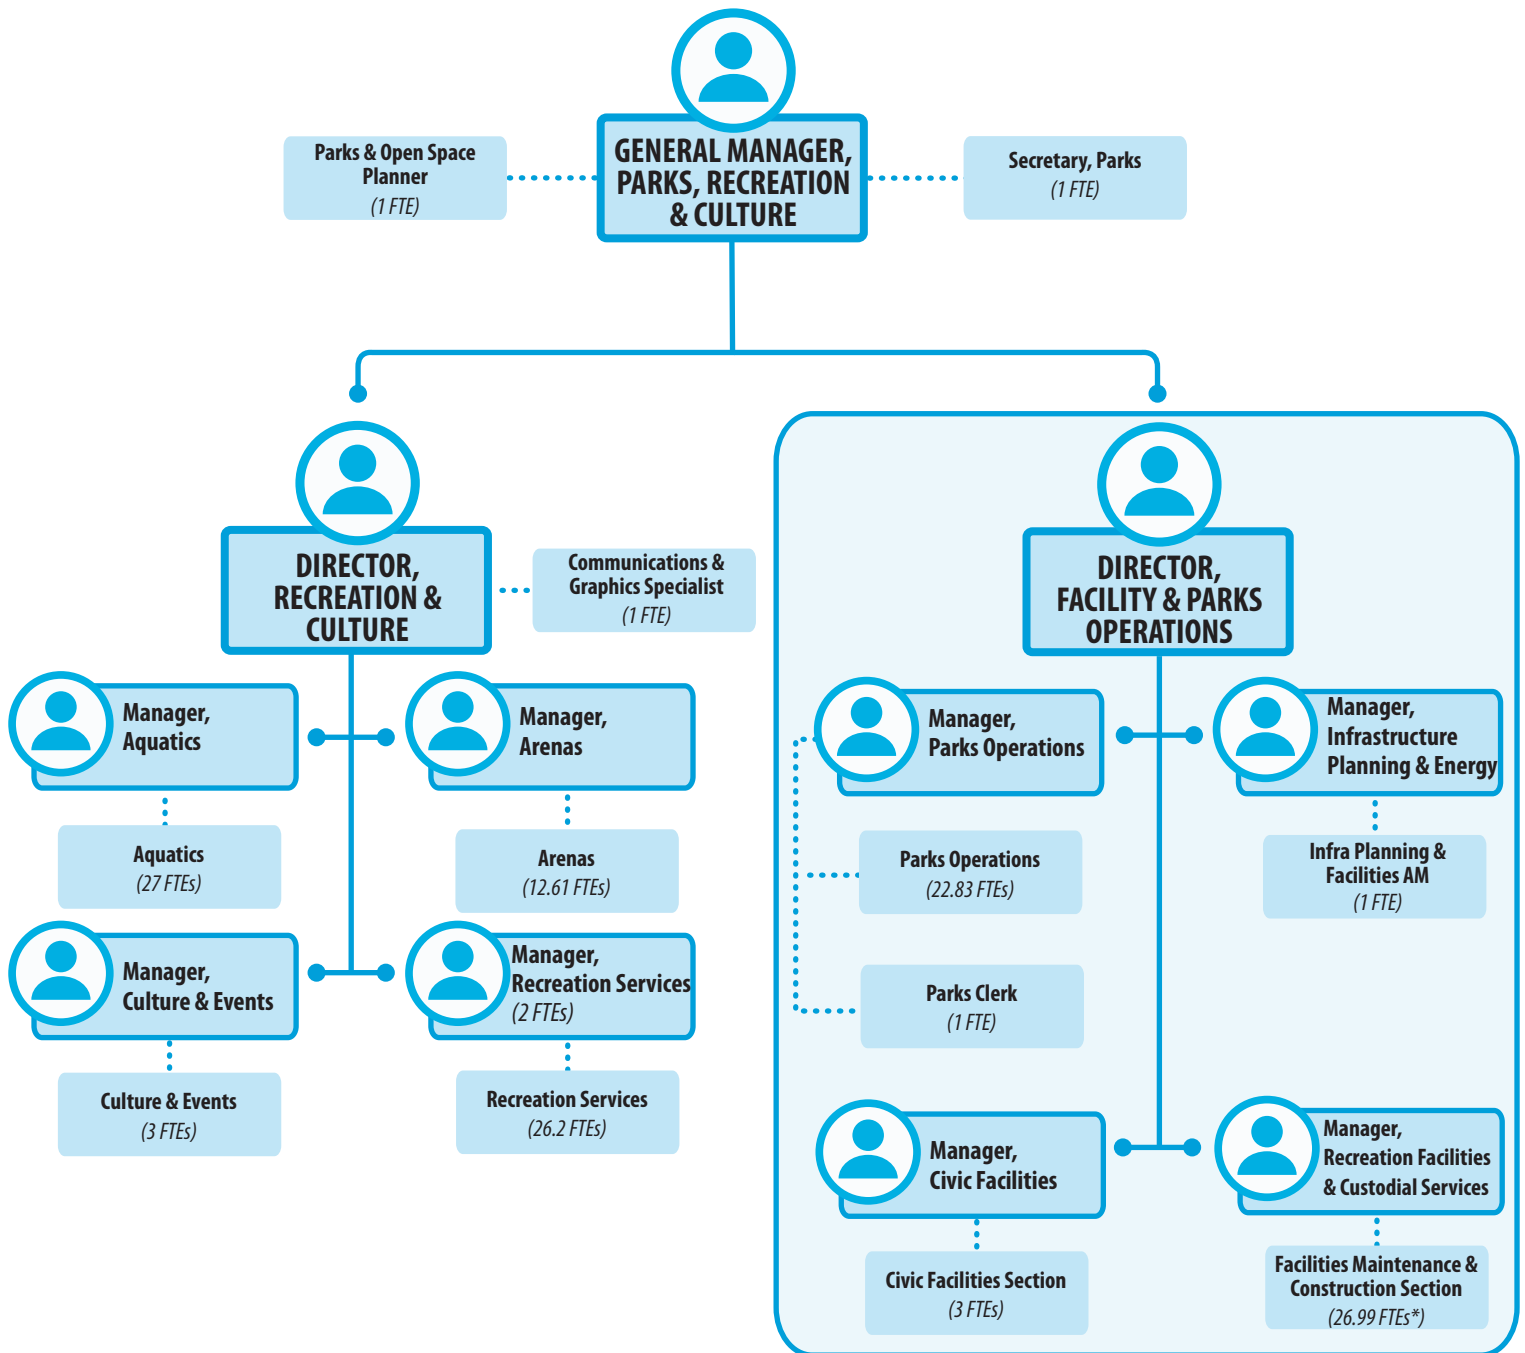 Parks & Open Space
Planner
(1 FTE)
GENERAL MANAGER,
PARKS, RECREATION
& CULTURE
Secretary, Parks
(1 FTE)
DIRECTOR,
RECREATION &
CULTURE
Communications &
Graphics Specialist
(1 FTE)
Manager,
Aquatics
Aquatics
(27 FTEs)
Manager,
Arenas
Arenas
(12.61 FTEs)
Manager,
Culture & Events
Culture & Events
(3 FTEs)
Manager,
Recreation Services
(2 FTEs)
Recreation Services
(26.2 FTEs)
DIRECTOR,
FACILITY & PARKS
OPERATIONS
Manager,
Parks Operations
Parks Operations
(22.83 FTEs)
Parks Clerk
(1 FTE)
Manager,
Infrastructure
Planning & Energy
Infra Planning &
Facilities AM
(1 FTE)
Manager,
Civic Facilities
Civic Facilities Section
(3 FTEs)
Manager,
Recreation Facilities
& Custodial Services
Facilities Maintenance &
Construction Section
(26.99 FTEs*)